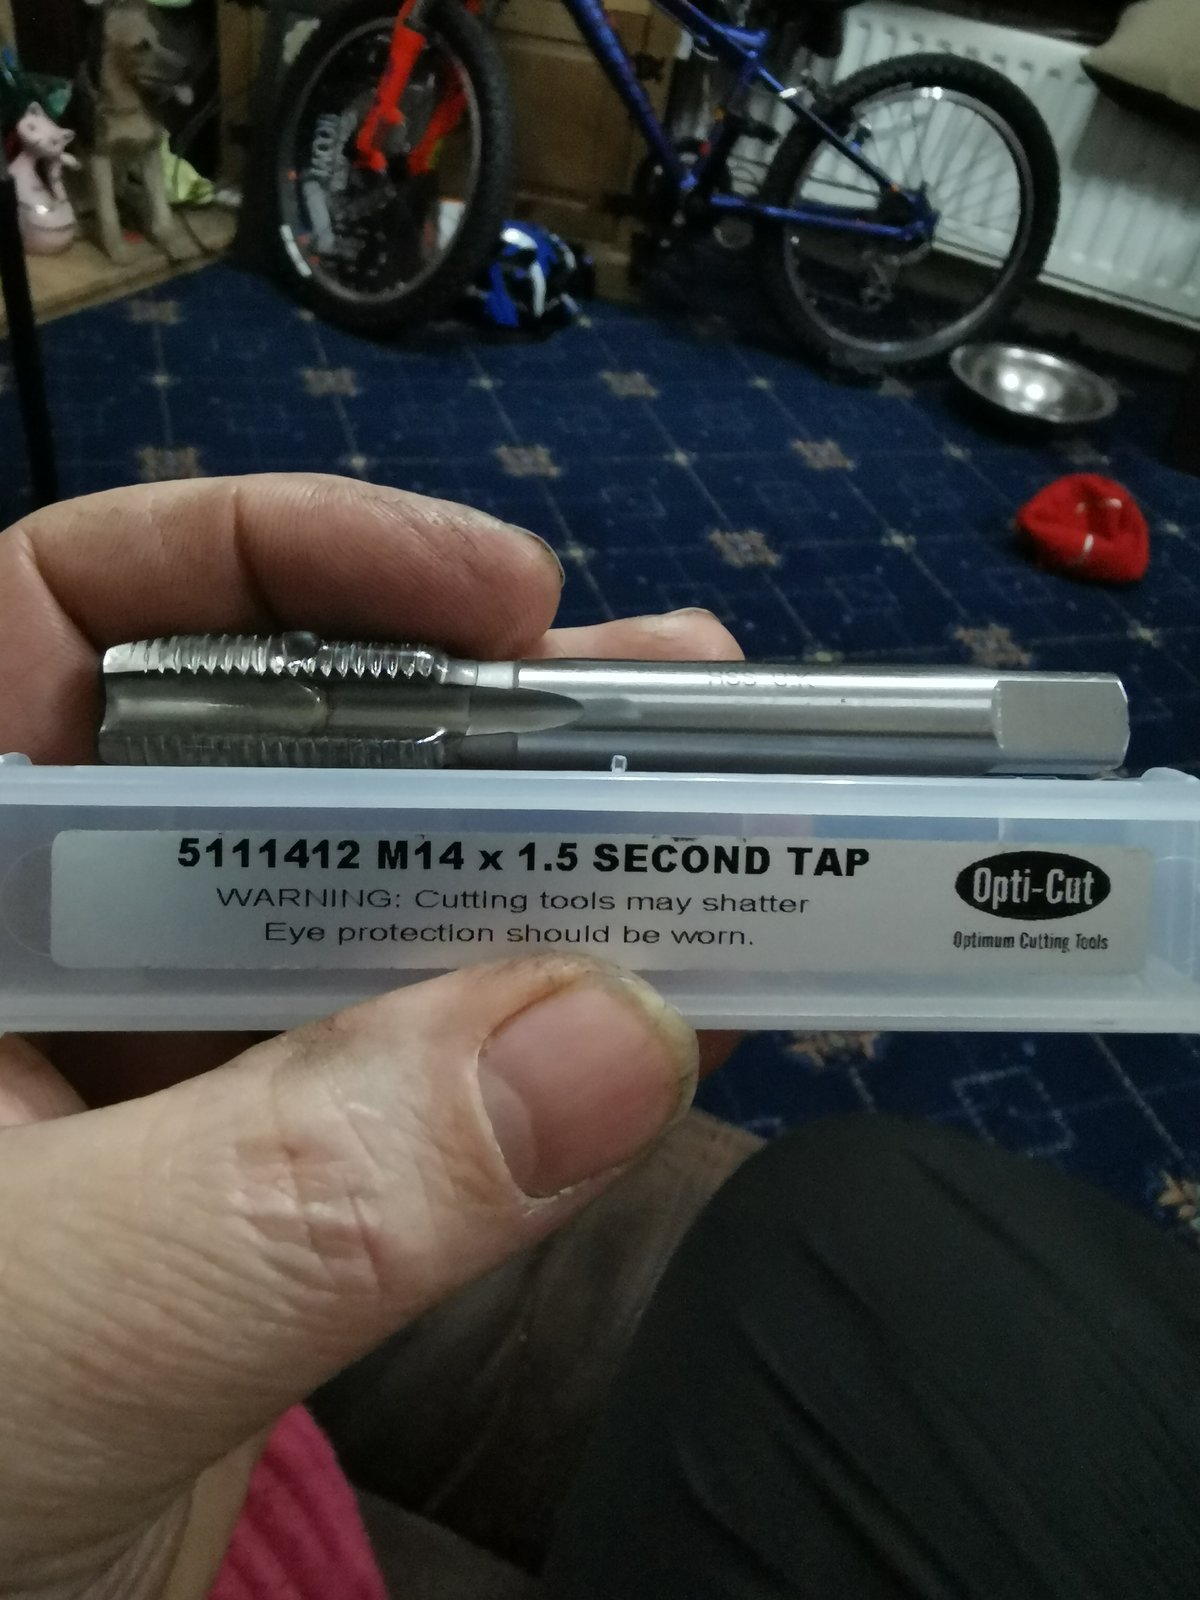 HSS
5111412 M14 x 1.5 SECOND TAP
WARNING: Cutting tools may shatter
Eye protection should be worn.
Opti-Cut
Optimum Cutting Tools